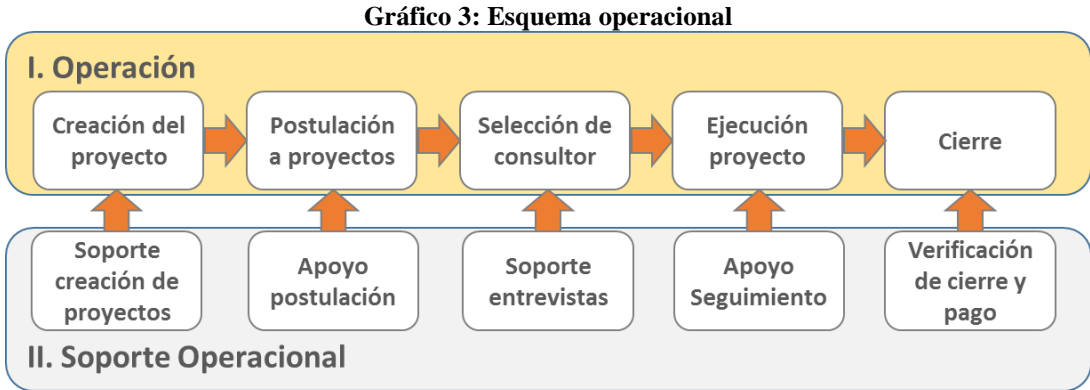 Gráfico 3: Esquema operacional
I. Operación
Creación del
proyecto
Postulación
a proyectos
Selección de
consultor
Ejecución
proyecto
Cierre
Soporte
creación de
proyectos
Apoyo
postulación
Soporte
entrevistas
Apoyo
Seguimiento
Verificación
de cierre y
pago
II. Soporte Operacional